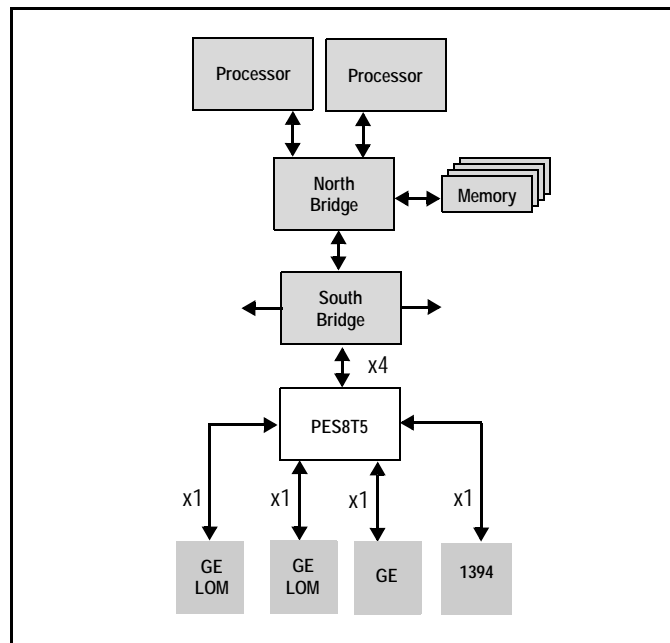 Processor
Processor
North
Bridge
Memory
South
Bridge
x4
PES8T5
x1
x1
x1
x1
GE
LOM
GE
LOM
GE
1394